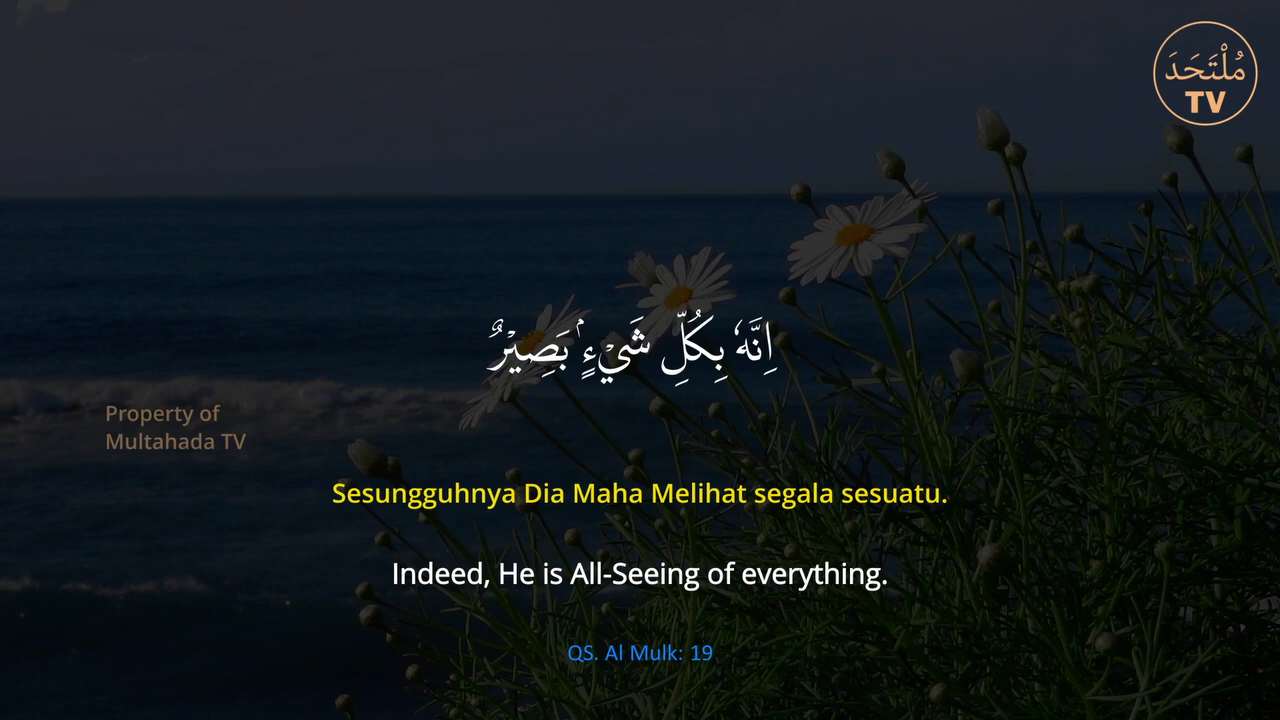 مُلْتَحَدَ
TV
اِنَّهٗ بِكُلِّ شَيْءٍۢ بَصِيْرٌ
Property of
Multahada TV
Sesungguhnya Dia Maha Melihat segala sesuatu.
Indeed, He is All-Seeing of everything.
QS. Al Mulk: 19